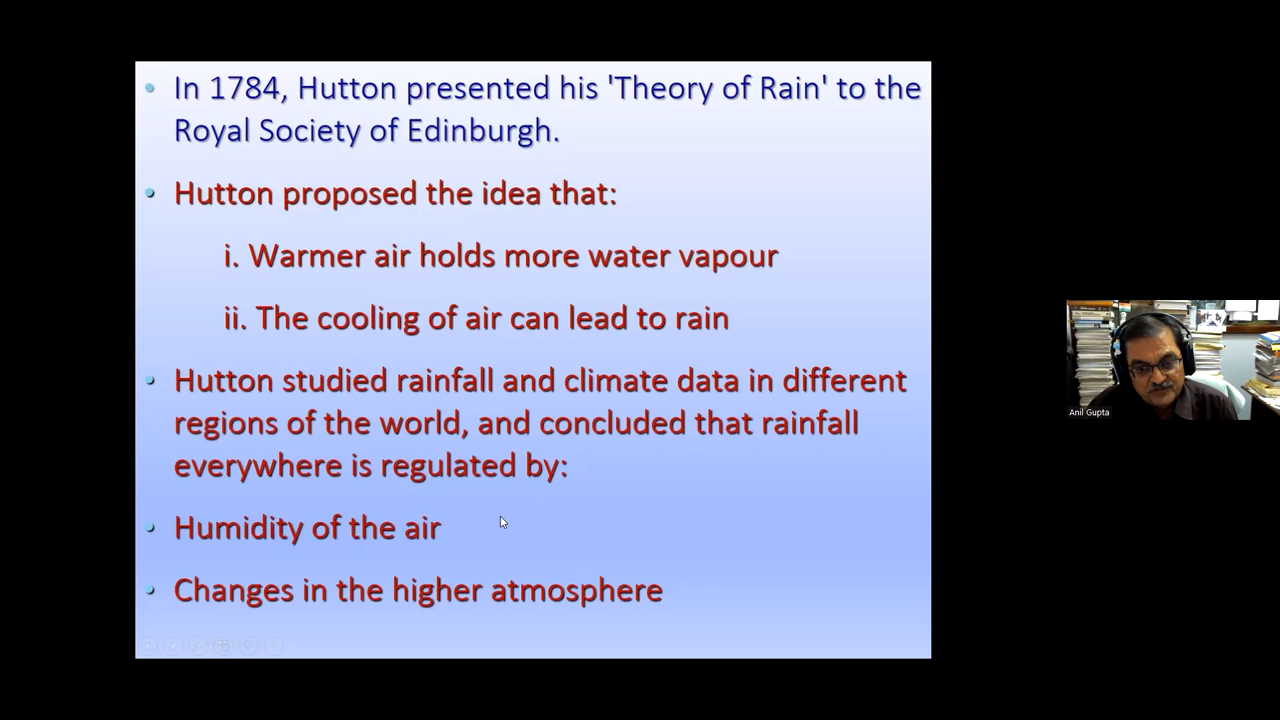 • In 1784, Hutton presented his 'Theory of Rain' to the
Royal Society of Edinburgh.
• Hutton proposed the idea that:
i. Warmer air holds more water vapour
ii. The cooling of air can lead to rain
• Hutton studied rainfall and climate data in different
regions of the world, and concluded that rainfall
everywhere is regulated by:
• Humidity of the air
• Changes in the higher atmosphere
Anil Gupta